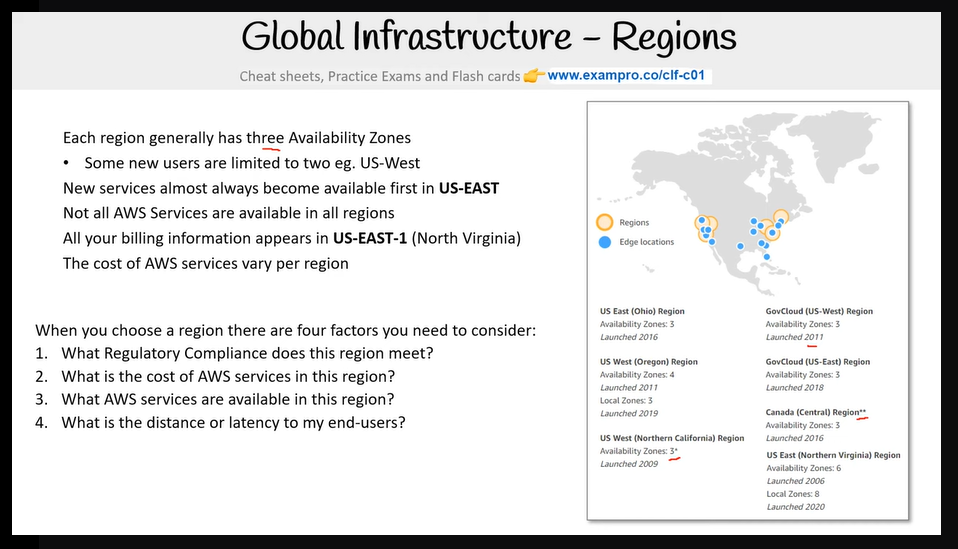 Global Infrastructure – Regions
Cheat sheets, Practice Exams and Flash cards 👉 www.exampro.co/clf-c01
Each region generally has three Availability Zones
• Some new users are limited to two eg. US-West
New services almost always become available first in US-EAST
Not all AWS Services are available in all regions
All your billing information appears in US-EAST-1 (North Virginia)
The cost of AWS services vary per region
When you choose a region there are four factors you need to consider:
1. What Regulatory Compliance does this region meet?
2. What is the cost of AWS services in this region?
3. What AWS services are available in this region?
4. What is the distance or latency to my end-users?
Regions
Edge locations
US East (Ohio) Region
Availability Zones: 3
Launched 2016
US West (Oregon) Region
Availability Zones: 4
Launched 2011
Local Zones: 3
Launched 2019
US West (Northern California) Region
Availability Zones: 3*
Launched 2009
GovCloud (US-West) Region
Availability Zones: 3
Launched 2011
GovCloud (US-East) Region
Availability Zones: 3
Launched 2018
Canada (Central) Region**
Availability Zones: 3
Launched 2016
US East (Northern Virginia) Region
Availability Zones: 6
Launched 2006
Local Zones: 8
Launched 2020